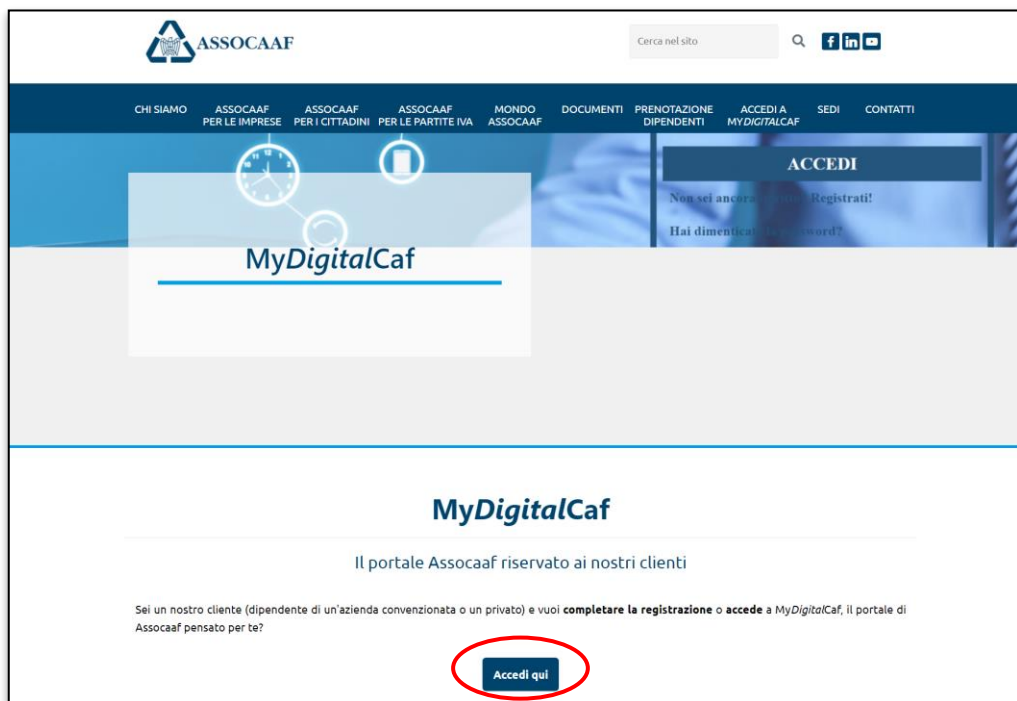 ASSOCAAF
Cerca nel sito
CHI SIAMO
ASSOCAAF
PER LE IMPRESE
ASSOCAAF
PER I CITTADINI
ASSOCAAF
PER LE PARTITE IVA
MONDO
ASSOCAAF
DOCUMENTI
PRENOTAZIONE
DIPENDENTI
ACCEDI A
MYDIGITALCAF
SEDI
CONTATTI
ACCEDI
Non sei ancora Registrati!
Hai dimenticato password?
MyDigitalCaf
MyDigitalCaf
Il portale Assocaaf riservato ai nostri clienti
Sei un nostro cliente (dipendente di un'azienda convenzionata o un privato) e vuoi completare la registrazione o accede a MyDigitalCaf, il portale di
Assocaaf pensato per te?
Accedi qui